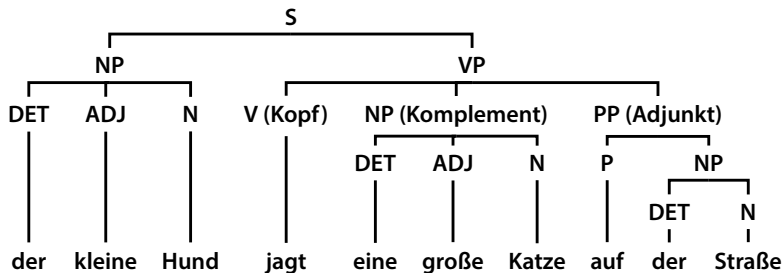 S
NP VP
DET ADJ N V (Kopf) NP (Komplement) PP (Adjunkt)
DET ADJ N P NP
DET N
der kleine Hund jagt eine große Katze auf der Straße